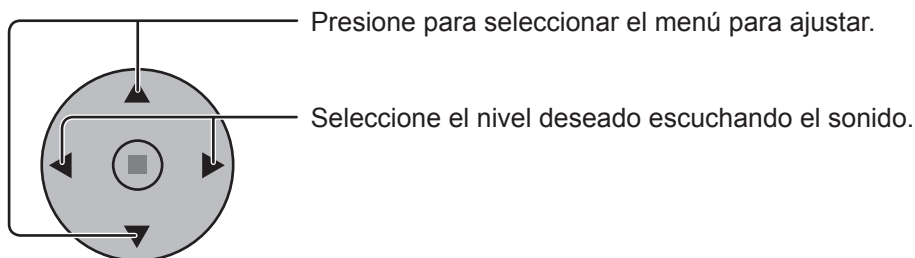 Presione para seleccionar el menú para ajustar.
Seleccione el nivel deseado escuchando el sonido.